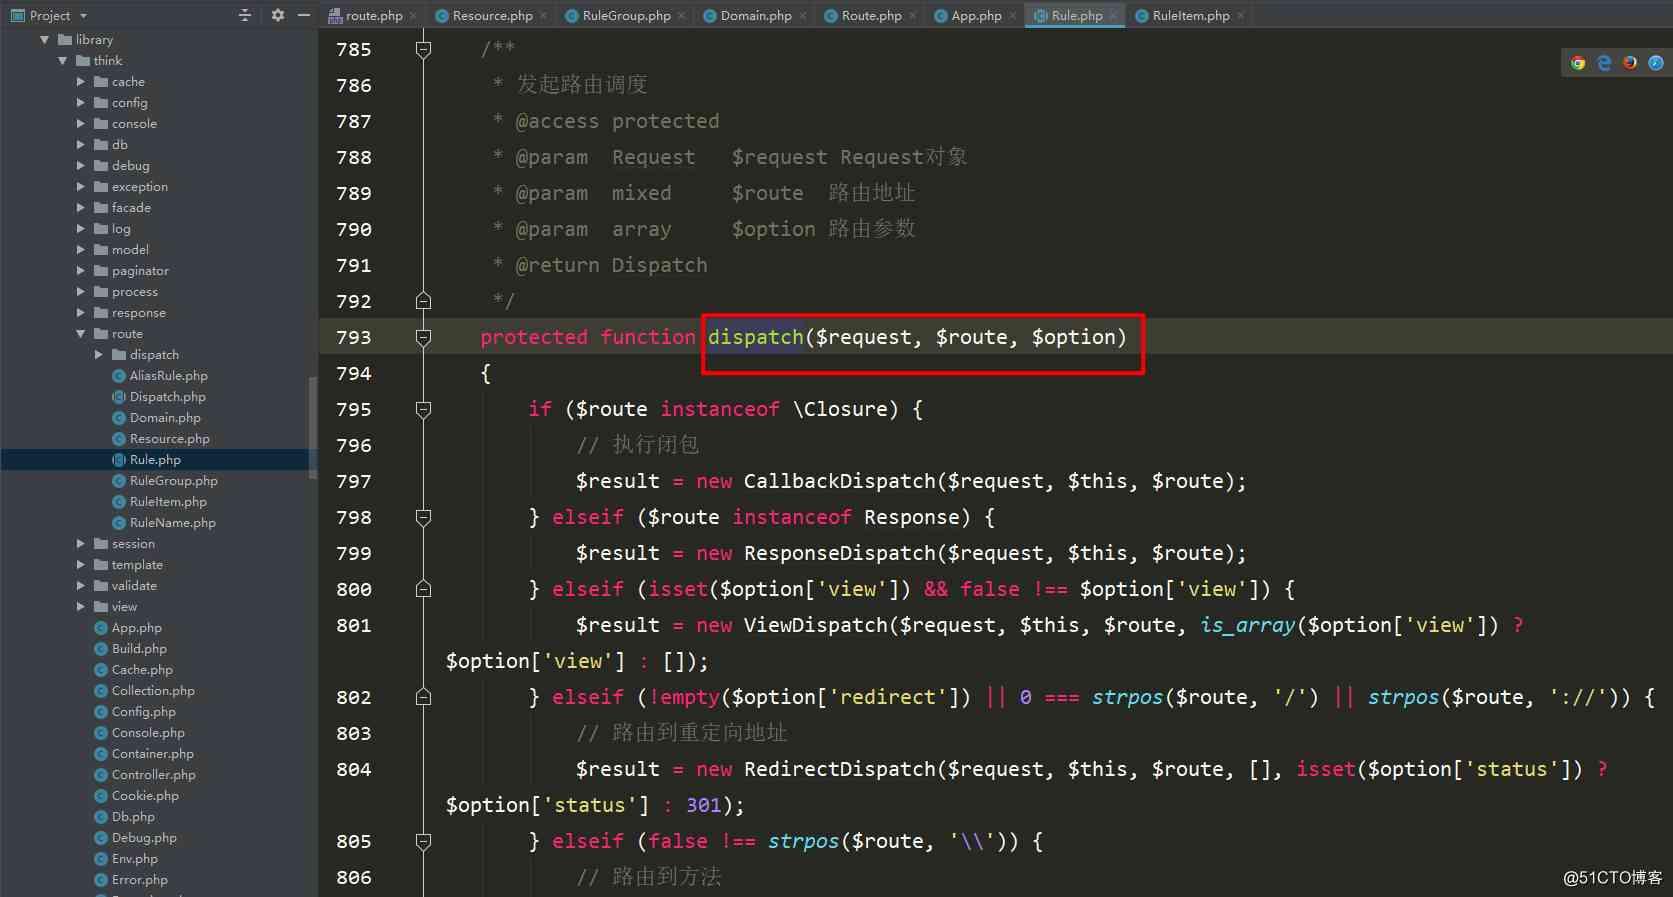 Project
route.php
Resource.php
RuleGroup.php
Domain.php
Route.php
App.php
Rule.php
RuleItem.php
library
think
cache
config
console
db
debug
exception
facade
log
model
paginator
process
response
route
dispatch
AliasRule.php
Dispatch.php
Domain.php
Resource.php
Rule.php
RuleGroup.php
RuleItem.php
RuleName.php
session
template
validate
view
App.php
Build.php
Cache.php
Collection.php
Config.php
Console.php
Container.php
Controller.php
Cookie.php
Db.php
Debug.php
Env.php
Error.php
785 /**
786 * 发起路由调度
787 * @access protected
788 * @param Request $request Request对象
789 * @param mixed $route 路由地址
790 * @param array $option 路由参数
791 * @return Dispatch
792 */
793 protected function dispatch($request, $route, $option)
794 {
795 if ($route instanceof \Closure) {
796 // 执行闭包
797 $result = new CallbackDispatch($request, $this, $route);
798 } elseif ($route instanceof Response) {
799 $result = new ResponseDispatch($request, $this, $route);
800 } elseif (isset($option['view']) && false !== $option['view']) {
801 $result = new ViewDispatch($request, $this, $route, is_array($option['view']) ?
$option['view'] : []);
802 } elseif (!empty($option['redirect']) || 0 === strpos($route, '/') || strpos($route, '://')) {
803 // 路由到重定向地址
804 $result = new RedirectDispatch($request, $this, $route, [], isset($option['status']) ?
$option['status'] : 301);
805 } elseif (false !== strpos($route, '\\')) {
806 // 路由到方法
@51CTO博客